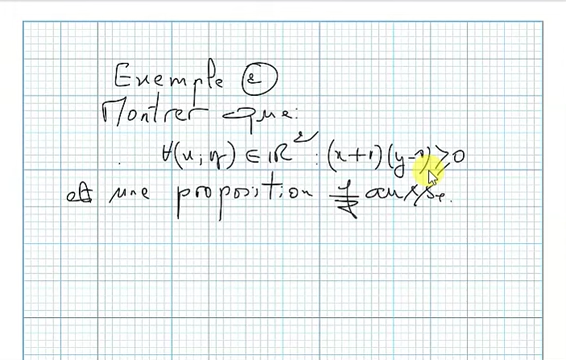 Exemple ②
Montrer que:
∀(x,y) ∈ ℝ² : (x+1)(y-1) ≥ 0
est une proposition fausse.